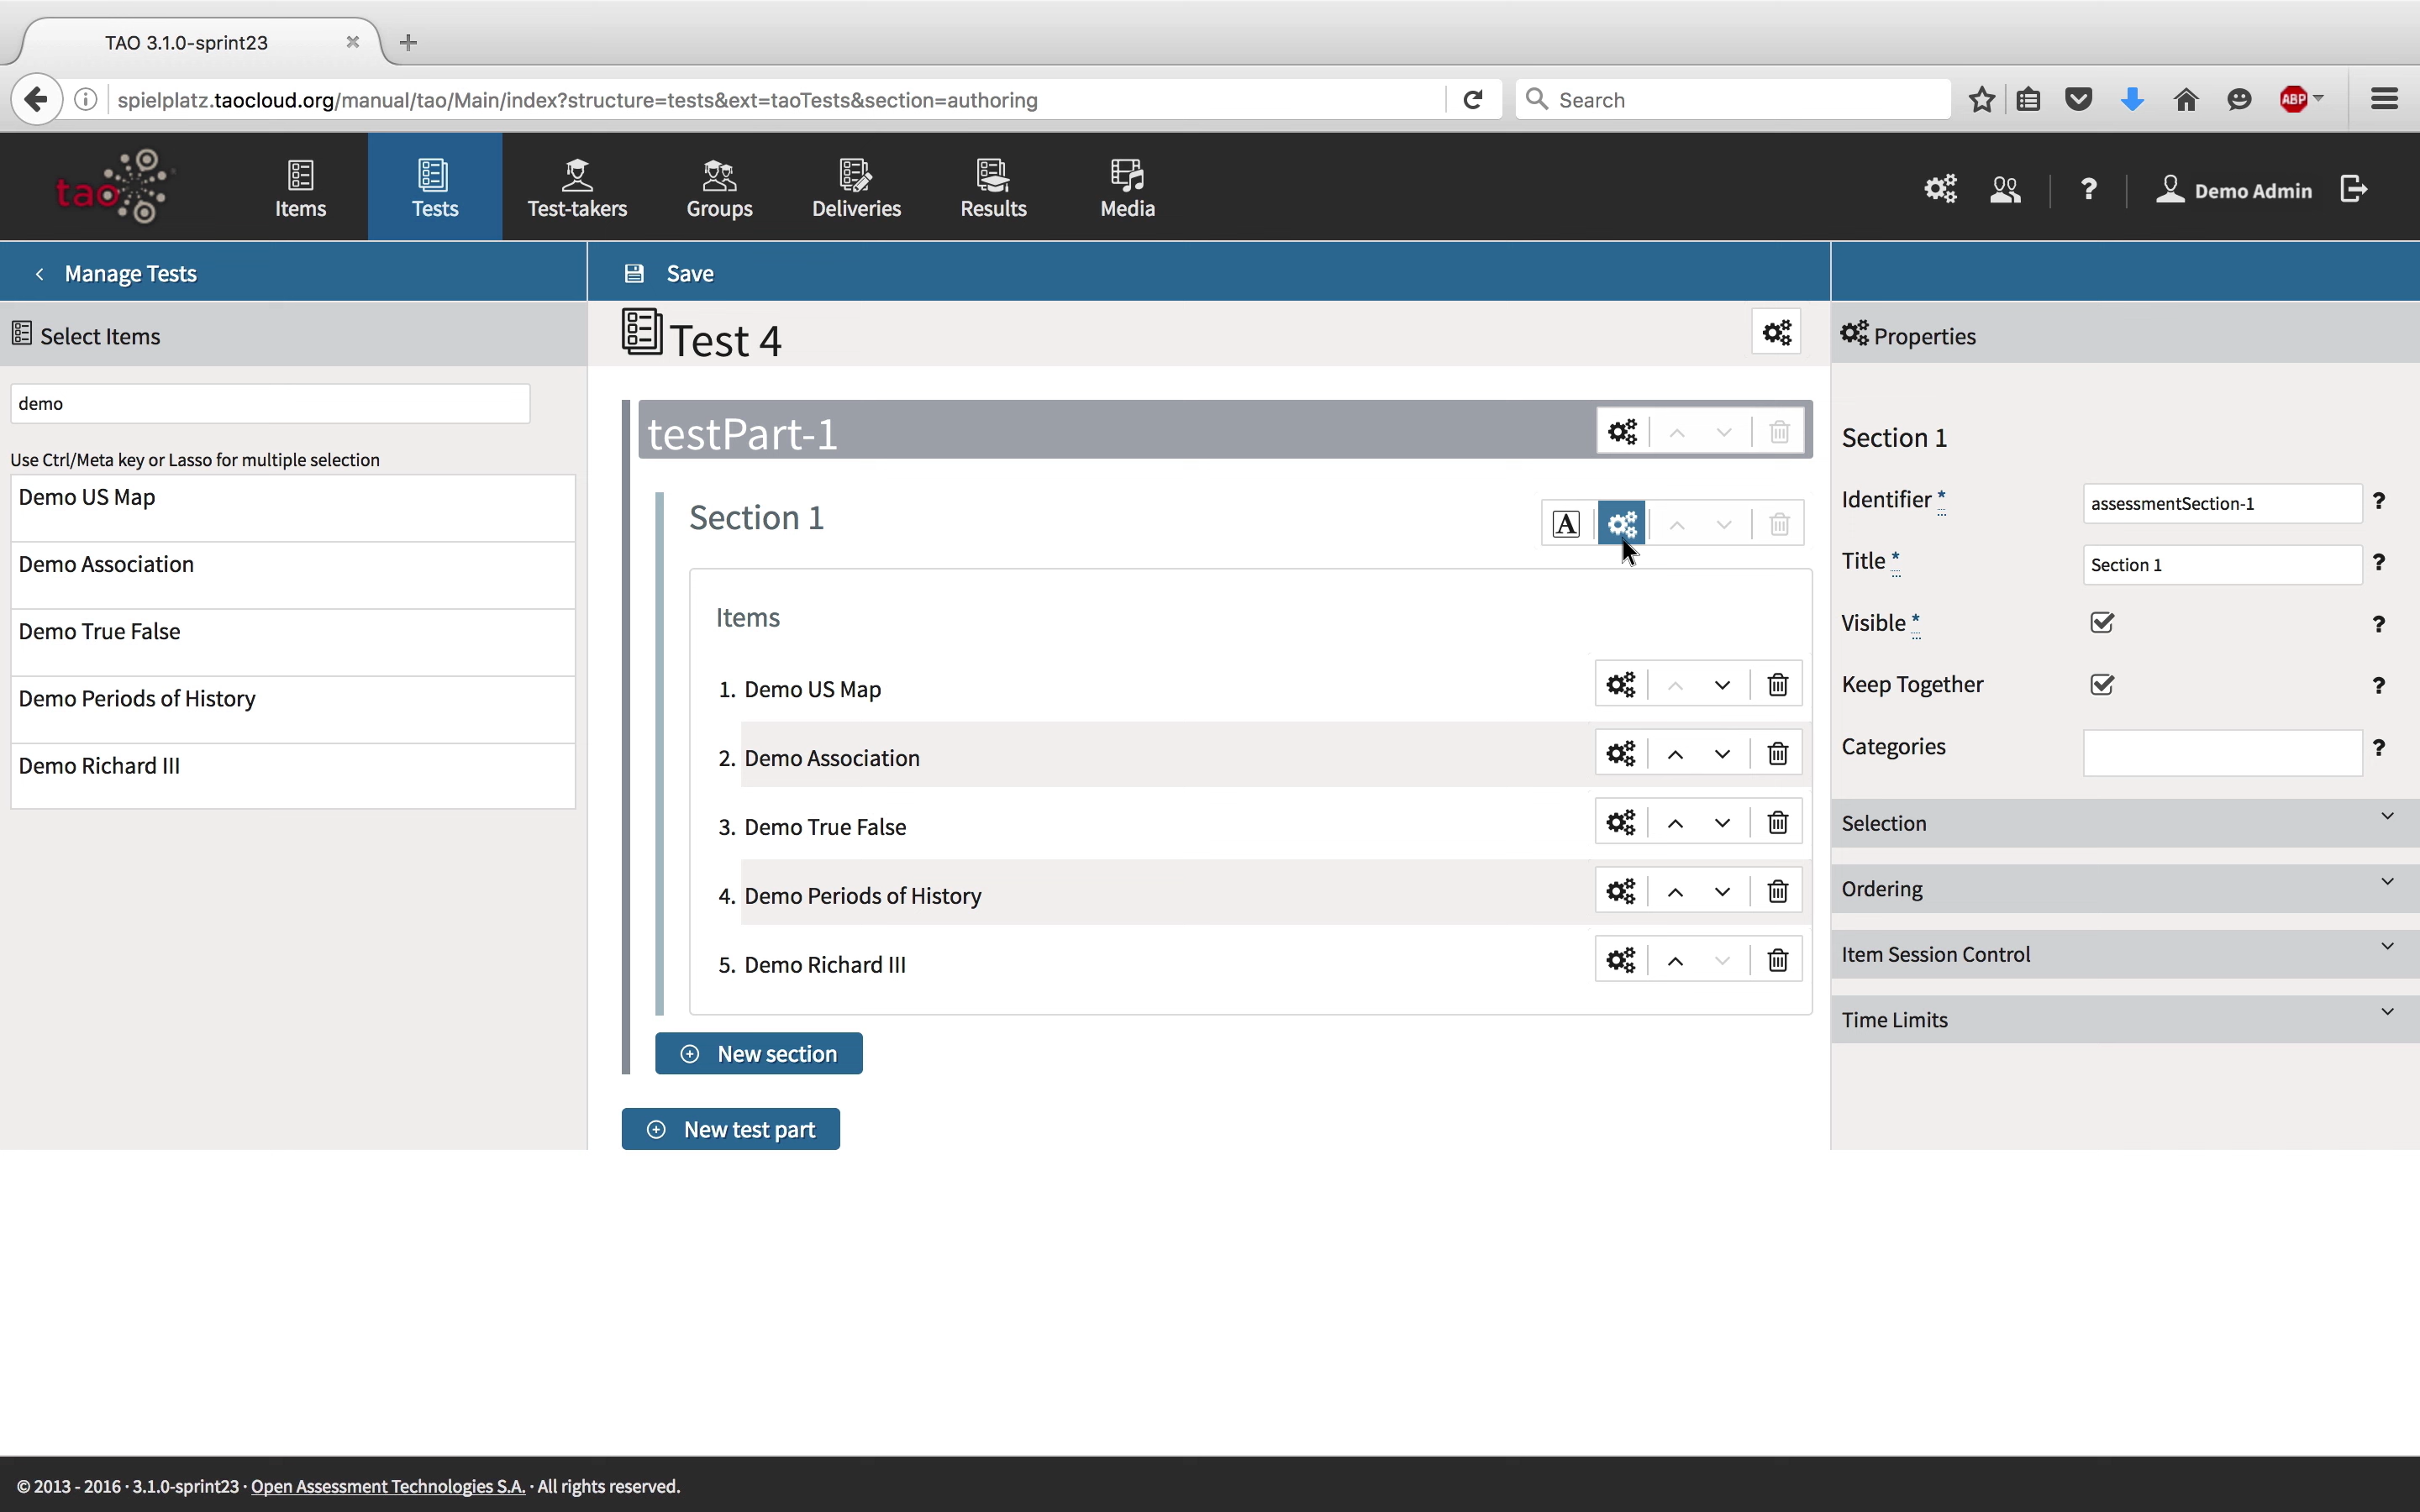 TAO 3.1.0-sprint23
spielplatz.taocloud.org/manual/tao/Main/index?structure=tests&ext=taoTests&section=authoring
Search
ABP
tao
Items
Tests
Test-takers
Groups
Deliveries
Results
Media
?
Demo Admin
Manage Tests
Save
Select Items
Test 4
Properties
demo
Use Ctrl/Meta key or Lasso for multiple selection
Demo US Map
Demo Association
Demo True False
Demo Periods of History
Demo Richard III
testPart-1
Section 1
A
Items
1. Demo US Map
2. Demo Association
3. Demo True False
4. Demo Periods of History
5. Demo Richard III
New section
New test part
Section 1
Identifier * assessmentSection-1 ?
Title * Section 1 ?
Visible * ?
Keep Together ?
Categories ?
Selection
Ordering
Item Session Control
Time Limits
© 2013 - 2016 · 3.1.0-sprint23 · Open Assessment Technologies S.A. · All rights reserved.